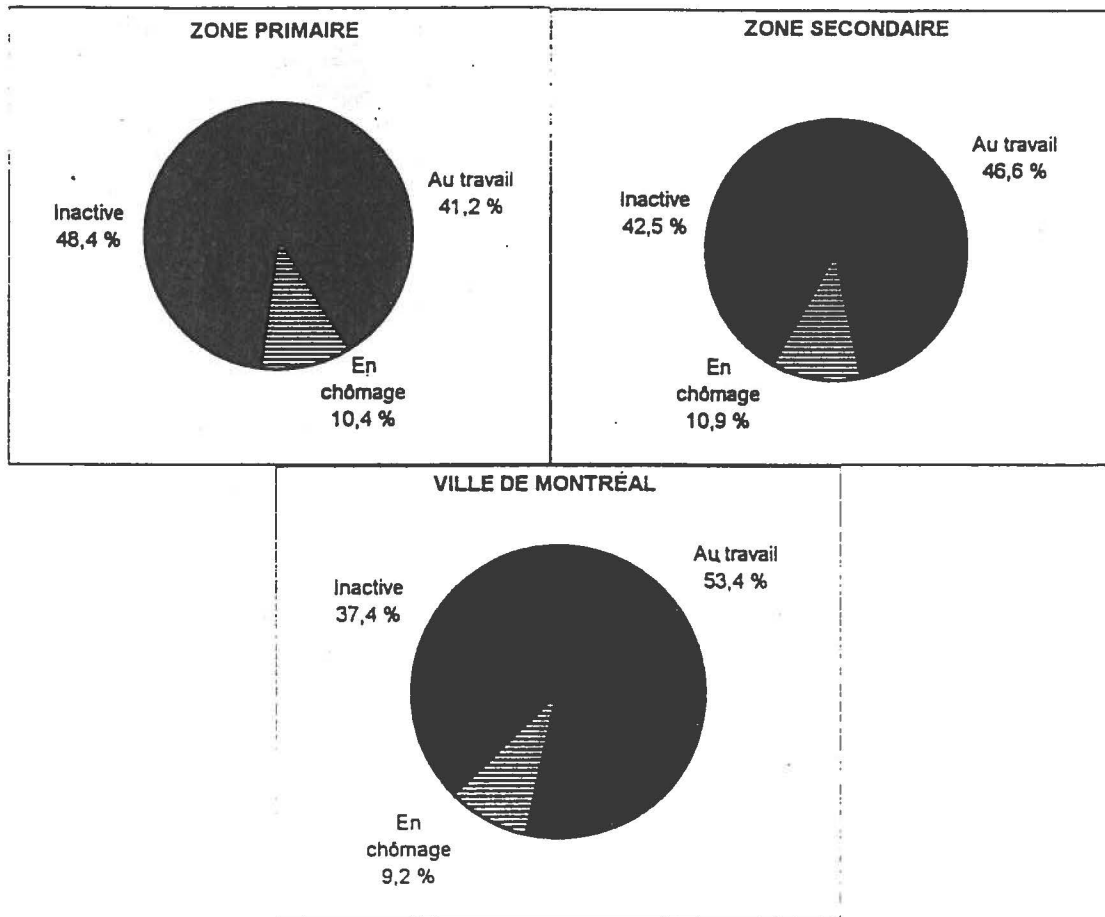 ZONE PRIMAIRE
Au travail
41,2 %
Inactive
48,4 %
En
chômage
10,4 %
ZONE SECONDAIRE
Au travail
46,6 %
Inactive
42,5 %
En
chômage
10,9 %
VILLE DE MONTRÉAL
Au travail
53,4 %
Inactive
37,4 %
En
chômage
9,2 %